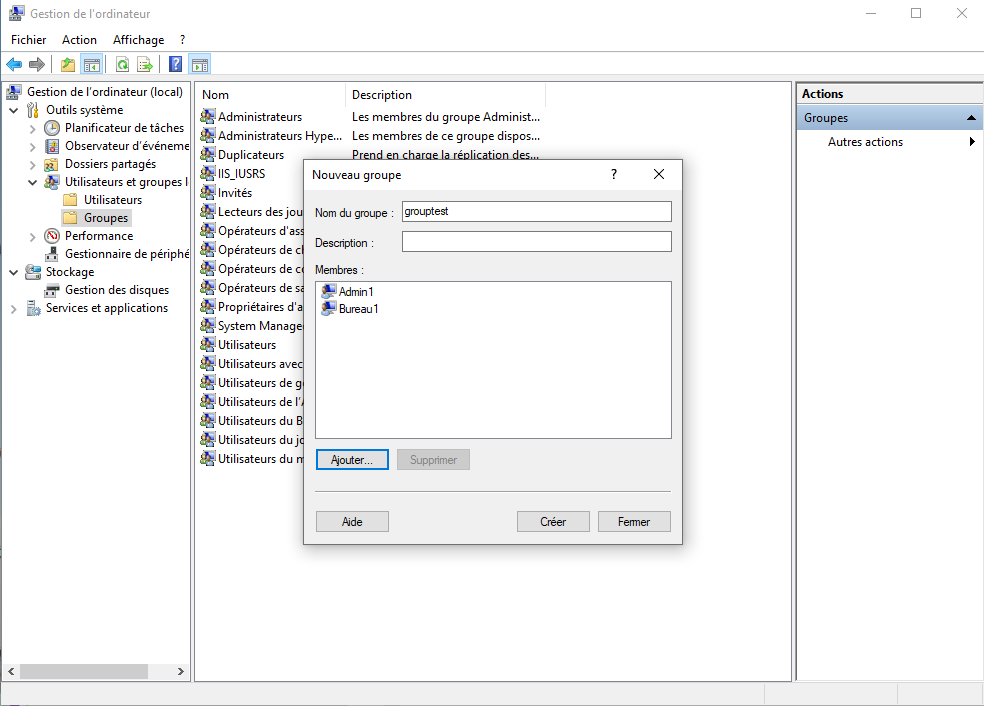 Gestion de l'ordinateur
Fichier Action Affichage ?
Gestion de l'ordinateur (local)
Outils système
Planificateur de tâches
Observateur d'événeme
Dossiers partagés
Utilisateurs et groupes l
Utilisateurs
Groupes
Performance
Gestionnaire de périphé
Stockage
Gestion des disques
Services et applications
Nom Description
Administrateurs Les membres du groupe Administ...
Administrateurs Hype... Les membres de ce groupe dispos...
Duplicateurs Prend en charge la réplication des...
IIS_IUSRS
Invités
Lecteurs des jou
Opérateurs d'ass
Opérateurs de ch
Opérateurs de co
Opérateurs de sa
Propriétaires d'a
System Manage
Utilisateurs
Utilisateurs avec
Utilisateurs de ge
Utilisateurs de l'A
Utilisateurs du B
Utilisateurs du jo
Utilisateurs du m
Nouveau groupe ?
Nom du groupe : grouptest
Description :
Membres :
Admin1
Bureau1
Ajouter... Supprimer
Aide Créer Fermer
Actions
Groupes
Autres actions